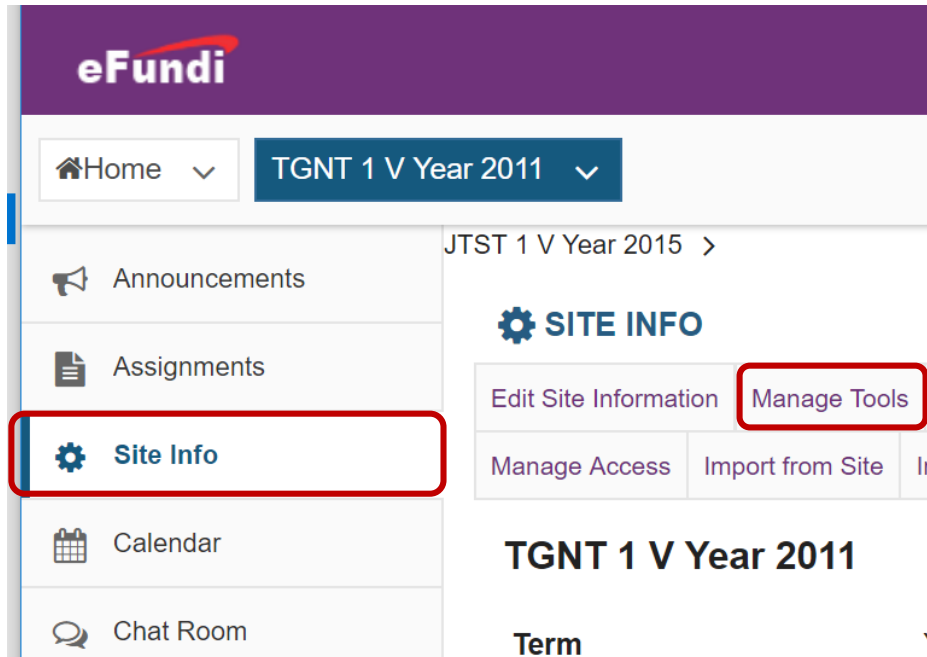 eFundi
Home
TGNT 1 V Year 2011
JTST 1 V Year 2015 >
Announcements
Assignments
Site Info
Calendar
Chat Room
SITE INFO
Edit Site Information
Manage Tools
Manage Access
Import from Site
TGNT 1 V Year 2011
Term